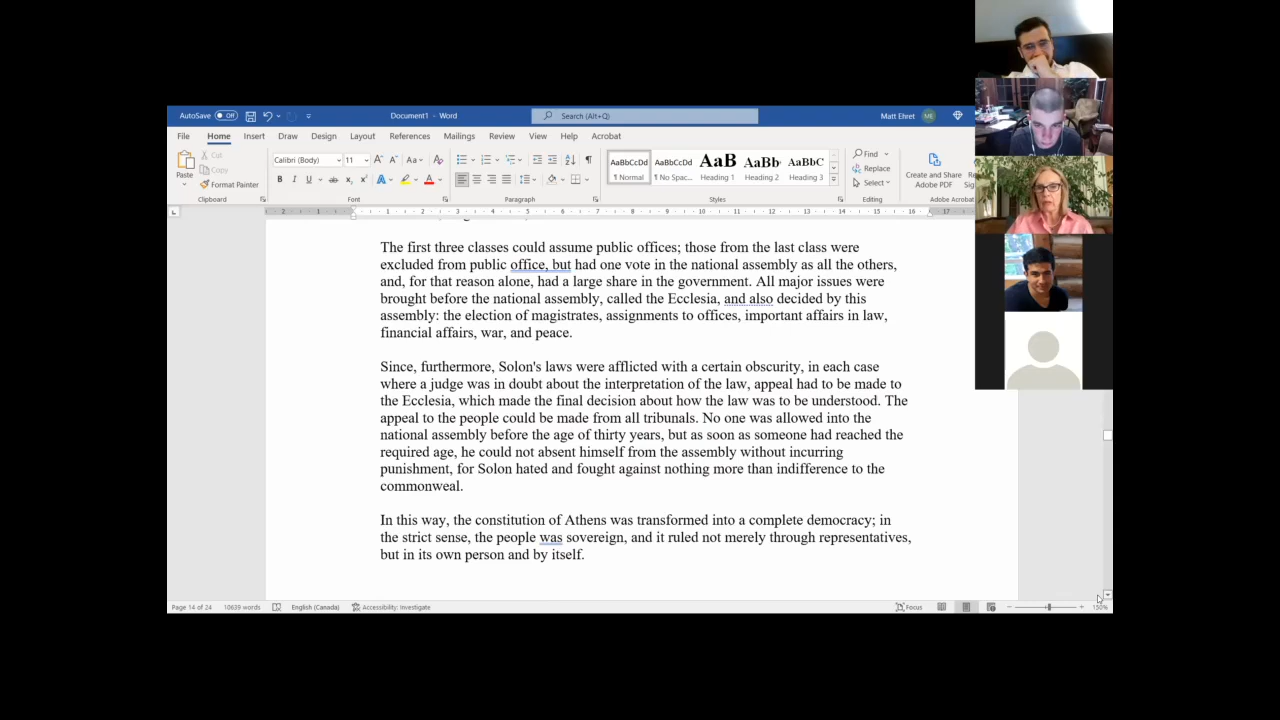 AutoSave Off Document1 - Word Search (Alt+Q) Matt Ehret ME
File Home Insert Draw Design Layout References Mailings Review View Help Acrobat
Paste Cut Copy Format Painter
Clipboard
Calibri (Body) 11
Font
Paragraph
AaBbCcDd AaBbCcDd AaB AaBb AaBbC
¶ Normal ¶ No Spac... Heading 1 Heading 2 Heading 3
Styles
Find
Replace
Select
Editing
Create and Share
Adobe PDF
Adobe Acrobat
The first three classes could assume public offices; those from the last class were
excluded from public office, but had one vote in the national assembly as all the others,
and, for that reason alone, had a large share in the government. All major issues were
brought before the national assembly, called the Ecclesia, and also decided by this
assembly: the election of magistrates, assignments to offices, important affairs in law,
financial affairs, war, and peace.
Since, furthermore, Solon's laws were afflicted with a certain obscurity, in each case
where a judge was in doubt about the interpretation of the law, appeal had to be made to
the Ecclesia, which made the final decision about how the law was to be understood. The
appeal to the people could be made from all tribunals. No one was allowed into the
national assembly before the age of thirty years, but as soon as someone had reached the
required age, he could not absent himself from the assembly without incurring
punishment, for Solon hated and fought against nothing more than indifference to the
commonweal.
In this way, the constitution of Athens was transformed into a complete democracy; in
the strict sense, the people was sovereign, and it ruled not merely through representatives,
but in its own person and by itself.
Page 14 of 24 10639 words English (Canada) Accessibility: Investigate Focus 150%